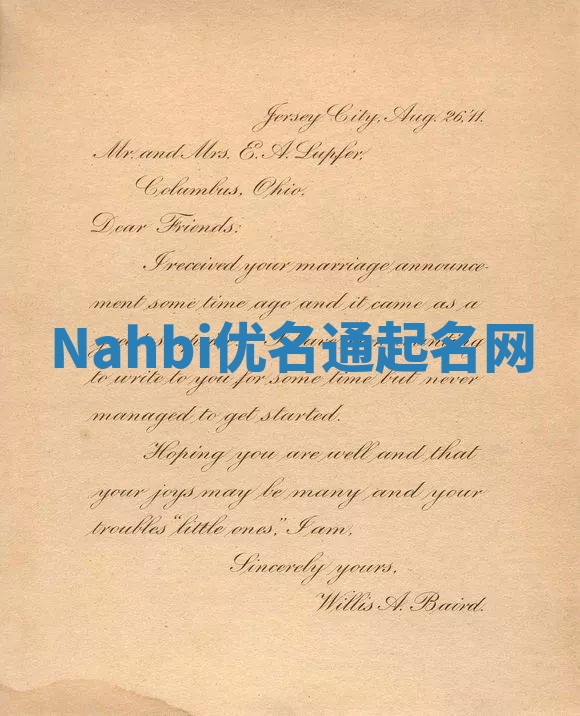 Jersey City, Aug. 26,'11.
Mr. and Mrs. E. A. Lupfer,
Columbus, Ohio.
Dear Friends:
I received your marriage announce-
ment some time ago and it came as a
Nahbi优名通起名网
to write to you for some time but never
managed to get started.
Hoping you are well and that
your joys may be many and your
troubles "little ones," I am,
Sincerely yours,
Willis A. Baird.